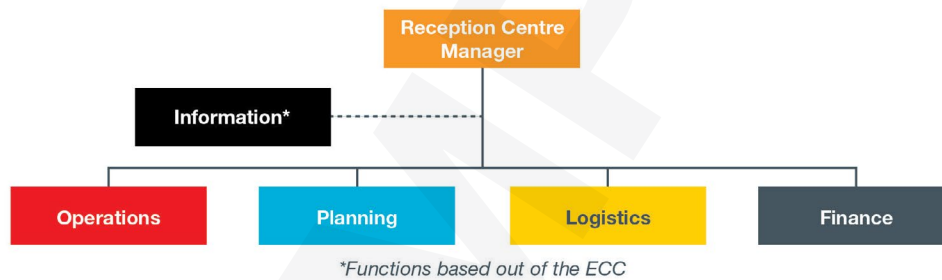 Reception Centre
Manager
Information*
Operations
Planning
Logistics
Finance
*Functions based out of the ECC